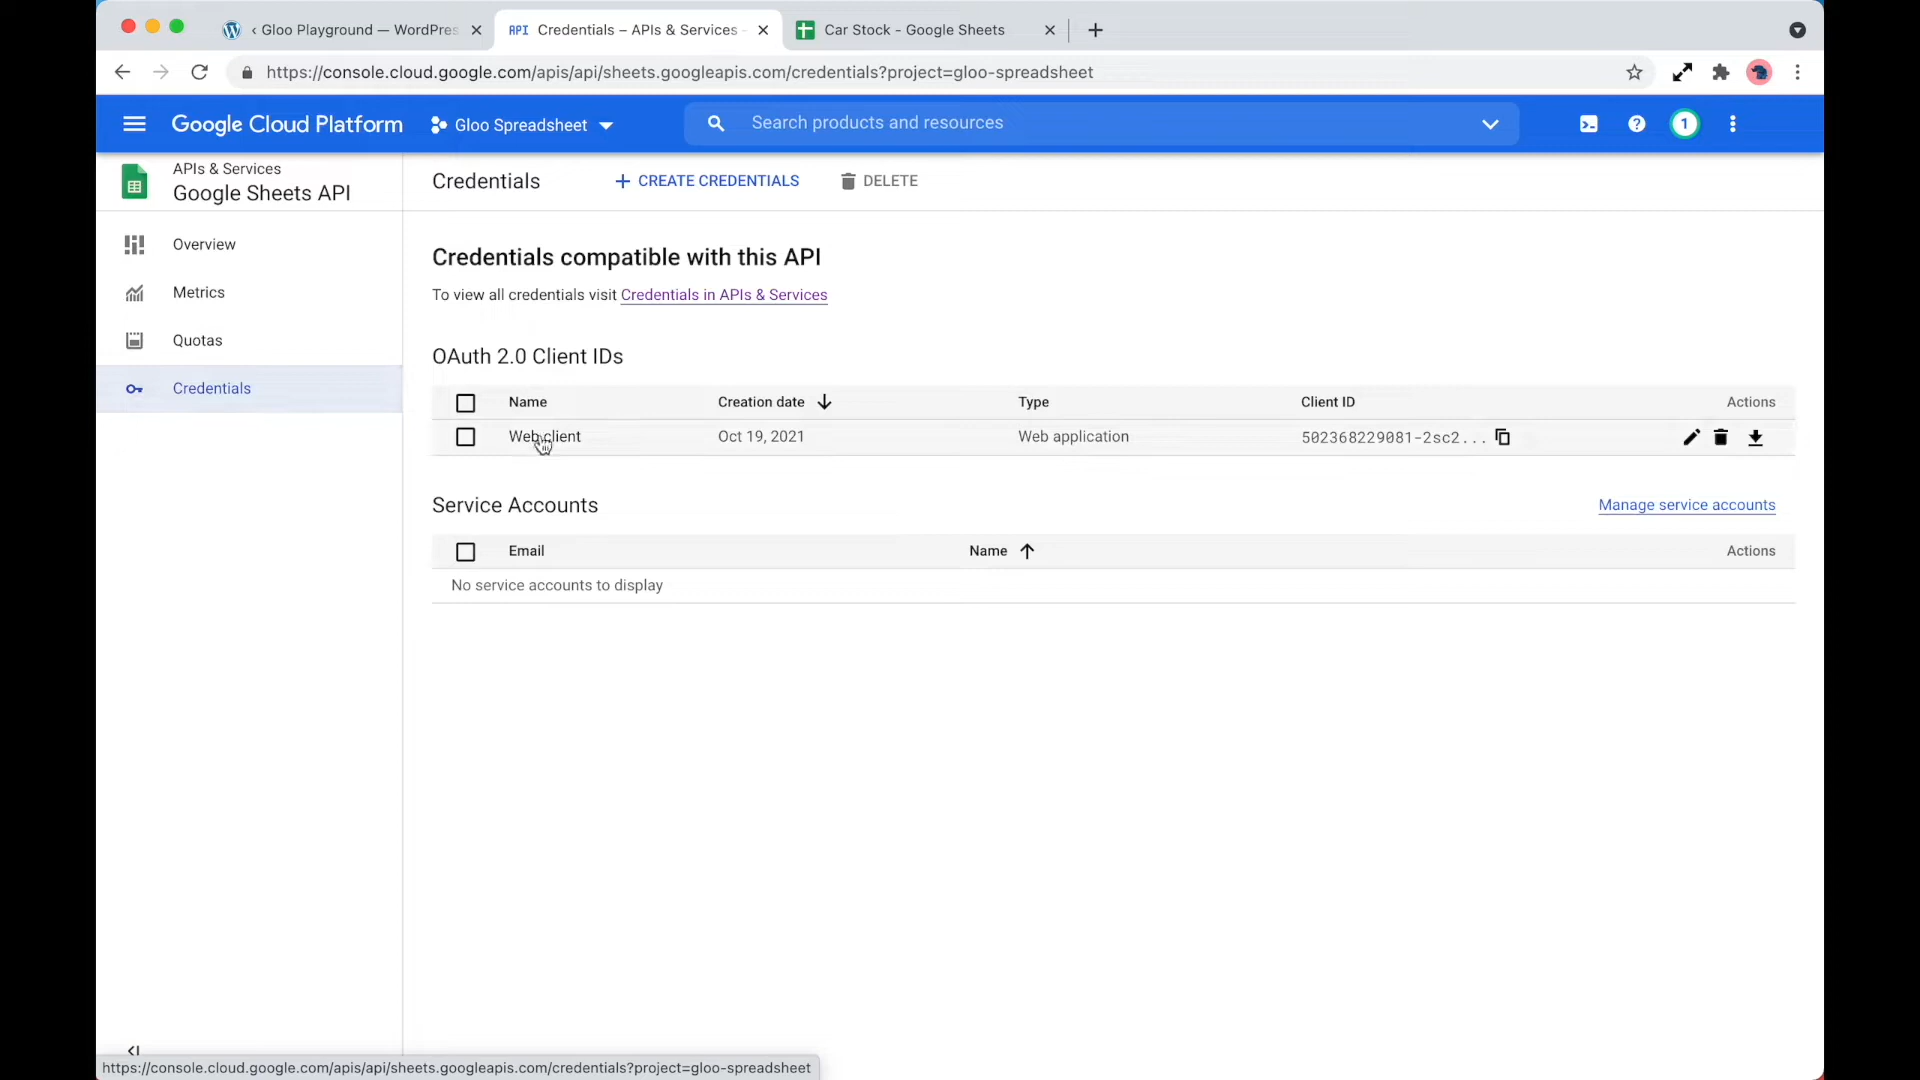 ‹ Gloo Playground — WordPres
API Credentials – APIs & Services -
Car Stock - Google Sheets
https://console.cloud.google.com/apis/api/sheets.googleapis.com/credentials?project=gloo-spreadsheet
Google Cloud Platform
Gloo Spreadsheet
Search products and resources
1
APIs & Services
Google Sheets API
Credentials
CREATE CREDENTIALS
DELETE
Overview
Metrics
Quotas
Credentials
Credentials compatible with this API
To view all credentials visit Credentials in APIs & Services
OAuth 2.0 Client IDs
Name Creation date Type Client ID Actions
Web client Oct 19, 2021 Web application 502368229081-2sc2...
Service Accounts
Manage service accounts
Email Name Actions
No service accounts to display
https://console.cloud.google.com/apis/api/sheets.googleapis.com/credentials?project=gloo-spreadsheet